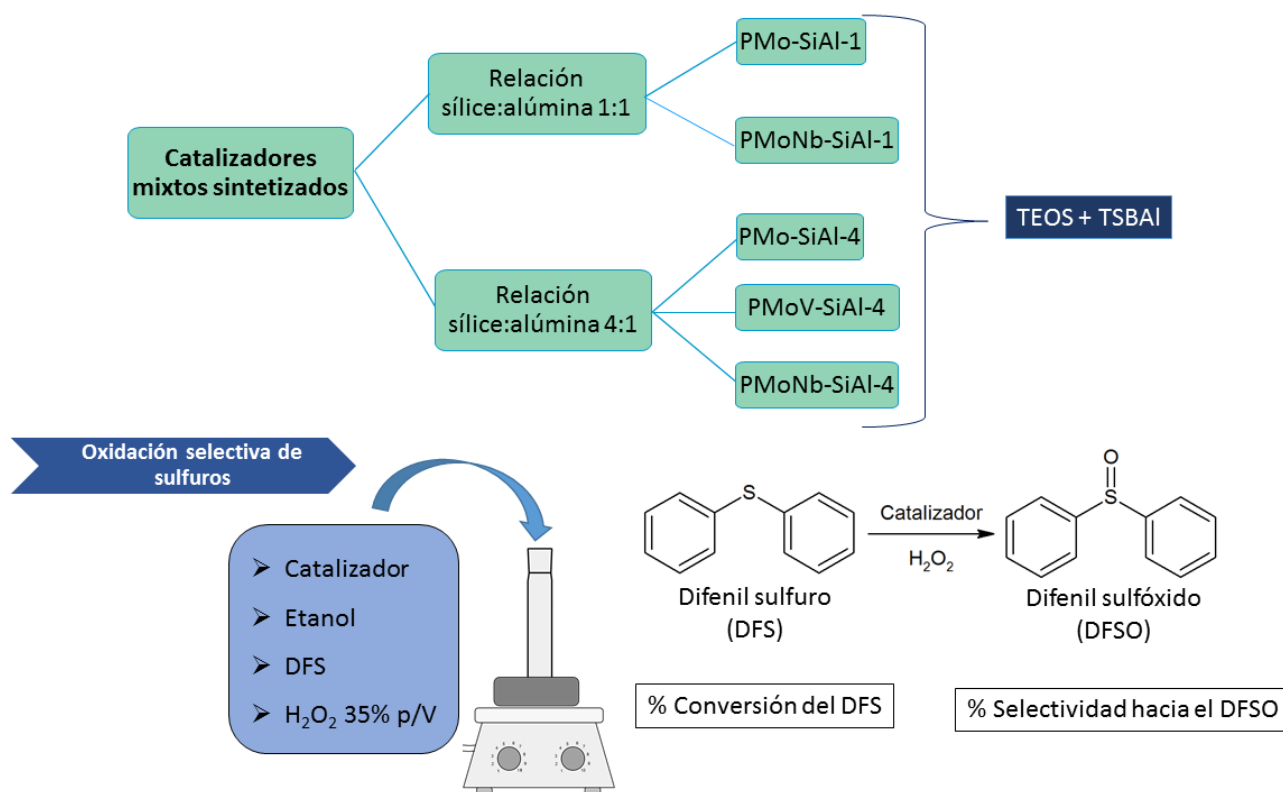 Catalizadores
mixtos sintetizados
Relación
sílice:alúmina 1:1
Relación
sílice:alúmina 4:1
PMo-SiAl-1
PMoNb-SiAl-1
PMo-SiAl-4
PMoV-SiAl-4
PMoNb-SiAl-4
TEOS + TSBAl
Oxidación selectiva de
sulfuros
➤ Catalizador
➤ Etanol
➤ DFS
➤ H₂O₂ 35% p/V
S
Catalizador
H₂O₂
O
S
Difenil sulfuro
(DFS)
Difenil sulfóxido
(DFSO)
% Conversión del DFS
% Selectividad hacia el DFSO